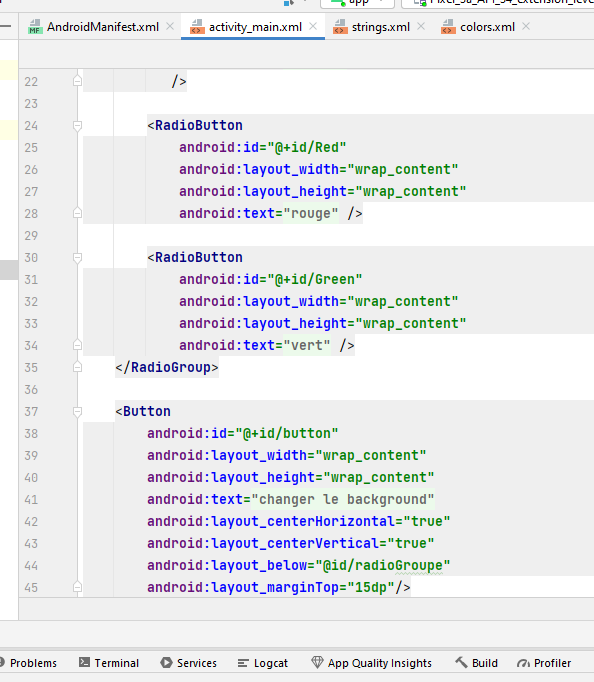 app
AndroidManifest.xml activity_main.xml strings.xml colors.xml
22 />
23
24 <RadioButton
25 android:id="@+id/Red"
26 android:layout_width="wrap_content"
27 android:layout_height="wrap_content"
28 android:text="rouge" />
29
30 <RadioButton
31 android:id="@+id/Green"
32 android:layout_width="wrap_content"
33 android:layout_height="wrap_content"
34 android:text="vert" />
35 </RadioGroup>
36
37 <Button
38 android:id="@+id/button"
39 android:layout_width="wrap_content"
40 android:layout_height="wrap_content"
41 android:text="changer le background"
42 android:layout_centerHorizontal="true"
43 android:layout_centerVertical="true"
44 android:layout_below="@id/radioGroupe"
45 android:layout_marginTop="15dp"/>
Problems Terminal Services Logcat App Quality Insights Build Profiler